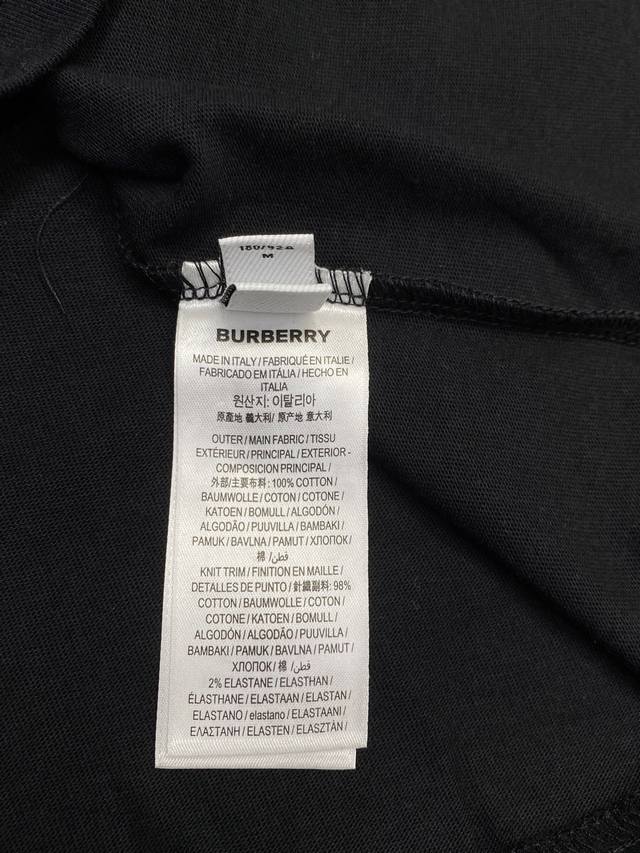 180/92A
M
BURBERRY
MADE IN ITALY / FABRIQUÉ EN ITALIE /
FABRICADO EM ITÁLIA / HECHO EN
ITALIA
원산지: 이탈리아
原產地 義大利/ 原产地 意大利
OUTER / MAIN FABRIC / TISSU
EXTÉRIEUR / PRINCIPAL / EXTERIOR -
COMPOSICION PRINCIPAL /
外部/主要布料: 100% COTTON /
BAUMWOLLE / COTON / COTONE /
KATOEN / BOMULL / ALGODÓN /
ALGODÃO / PUUVILLA / BAMBAKI /
PAMUK / BAVLNA / PAMUT / ХЛОПОК /
棉 /قطن/
KNIT TRIM / FINITION EN MAILLE /
DETALLES DE PUNTO / 針織副料: 98%
COTTON / BAUMWOLLE / COTON /
COTONE / KATOEN / BOMULL /
ALGODÓN / ALGODÃO / PUUVILLA /
BAMBAKI / PAMUK / BAVLNA / PAMUT /
ХЛОПОК / 棉 /قطن/
2% ELASTANE / ELASTHAN /
ÉLASTHANE / ELASTAAN / ELASTAN /
ELASTANO / elastano / ELASTAANI /
ΕΛΑΣΤΑΝΗ / ELASTEN / ELASZTÁN /